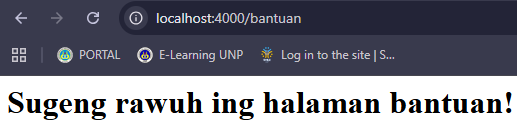 localhost:4000/bantuan
PORTAL E-Learning UNP Log in to the site | S...
Sugeng rawuh ing halaman bantuan!